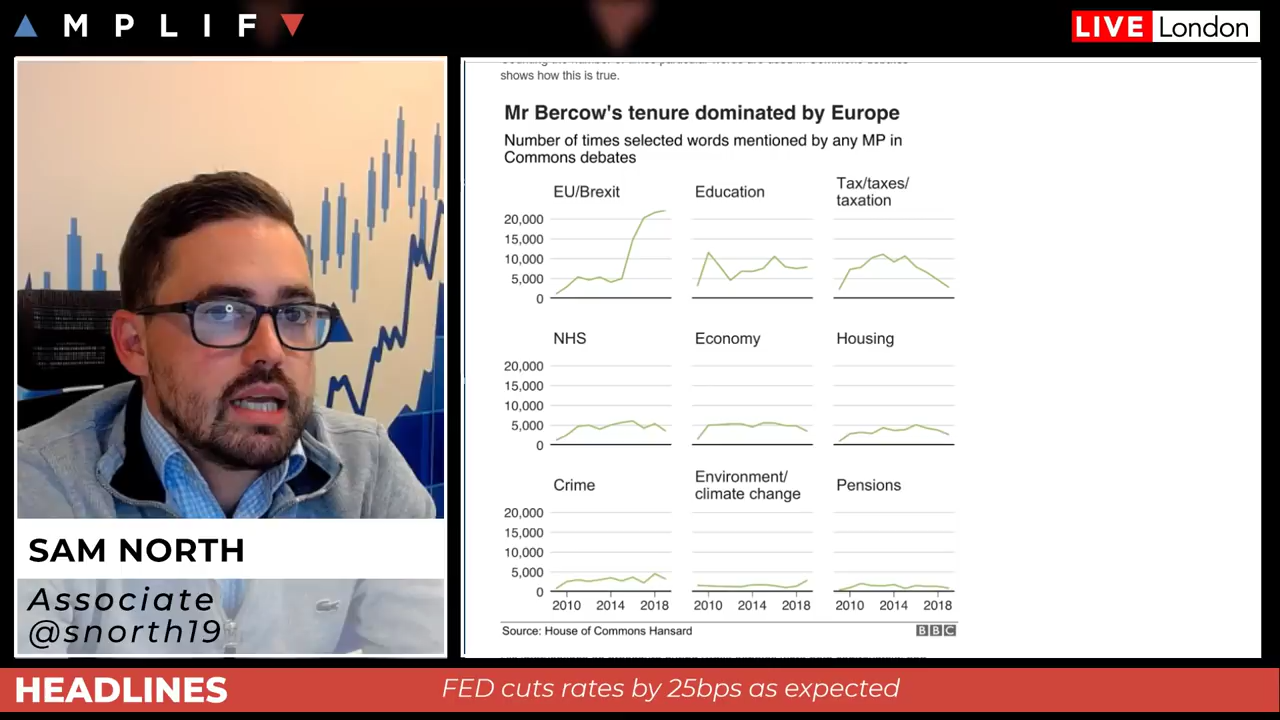 MPLIF
LIVE London
shows how this is true.
Mr Bercow's tenure dominated by Europe
Number of times selected words mentioned by any MP in
Commons debates
EU/Brexit
Education
Tax/taxes/
taxation
20,000
15,000
10,000
5,000
0
NHS
Economy
Housing
20,000
15,000
10,000
5,000
0
Crime
Environment/
climate change
Pensions
20,000
15,000
10,000
5,000
0
2010 2014 2018
2010 2014 2018
2010 2014 2018
Source: House of Commons Hansard
BBC
SAM NORTH
Associate
@snorth19
HEADLINES
FED cuts rates by 25bps as expected